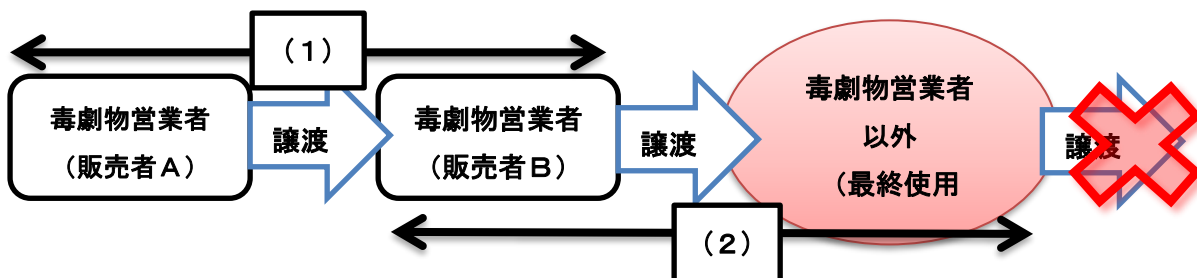 （１）
毒劇物営業者
（販売者Ａ）
譲渡
毒劇物営業者
（販売者Ｂ）
譲渡
毒劇物営業者
以外
（最終使用
譲渡
（２）